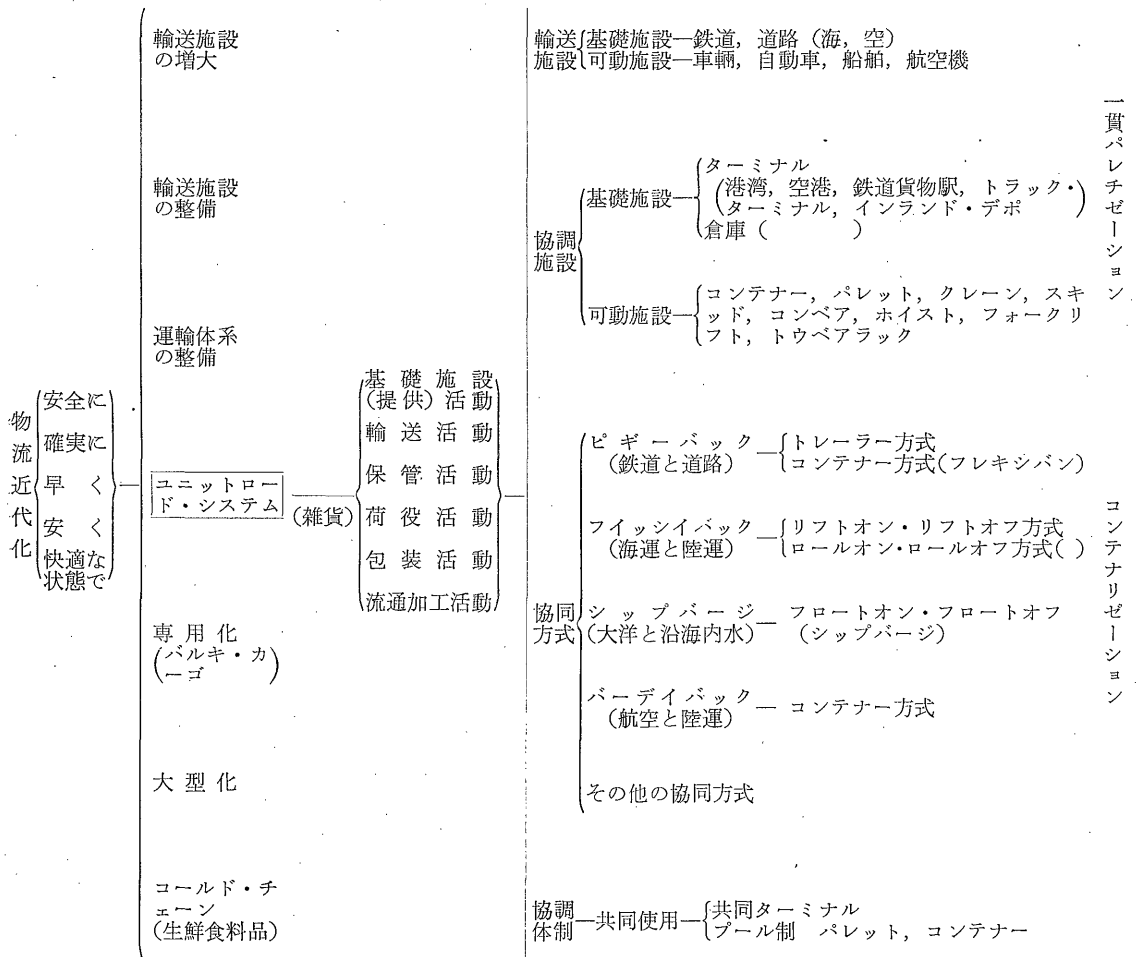 物流近代化
安全に
確実に
早く
安く
快適な
状態で
輸送施設
の増大
輸送施設
の整備
運輸体系
の整備
ユニットロー
ド・システム
専用化
(バルキ・カ
ーゴ)
大型化
コールド・チ
ェーン
(生鮮食料品)
(雑貨)
基礎施設
(提供)活動
輸送活動
保管活動
荷役活動
包装活動
流通加工活動
輸送
施設
基礎施設―鉄道,道路(海,空)
可動施設―車輛,自動車,船舶,航空機
協調
施設
基礎施設―
ターミナル
(港湾,空港,鉄道貨物駅,トラック・
ターミナル,インランド・デポ)
倉庫( )
可動施設―
コンテナー,パレット,クレーン,スキ
ッド,コンベア,ホイスト,フォークリ
フト,トウベアラック
協同
方式
ピギーバック
(鉄道と道路)
―トレーラー方式
コンテナー方式(フレキシバン)
フイッシイバック
(海運と陸運)
―リフトオン・リフトオフ方式
ロールオン・ロールオフ方式( )
シップバージ
(大洋と沿海内水)
―フロートオン・フロートオフ
(シップバージ)
バーデイバック
(航空と陸運)
―コンテナー方式
その他の協同方式
協調
体制
―共同使用―
共同ターミナル
プール制 パレット,コンテナー
一貫パレチゼーション
コンテナリゼーション